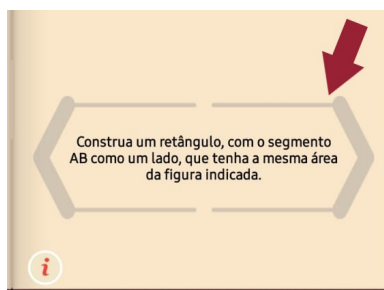 Construa um retângulo, com o segmento
AB como um lado, que tenha a mesma área
da figura indicada.
i